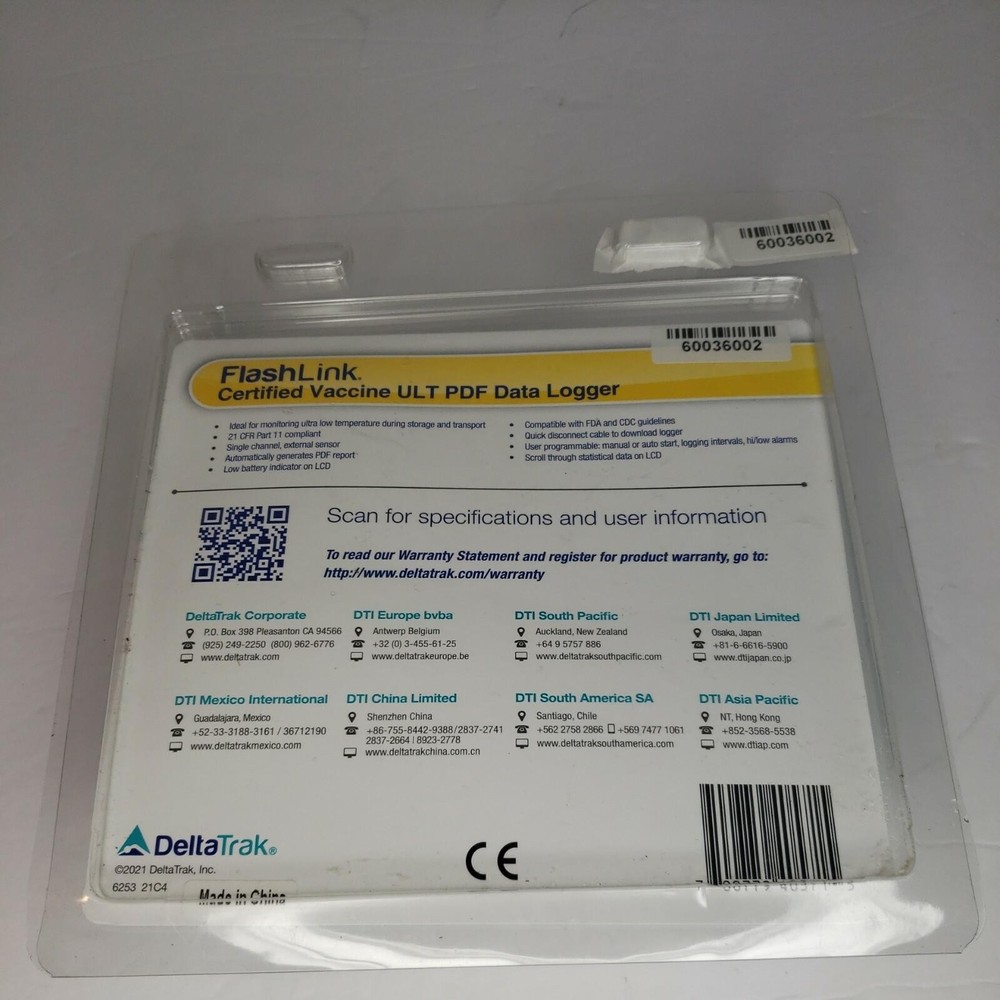 60036002
60036002
FlashLink.
Certified Vaccine ULT PDF Data Logger
• Ideal for monitoring ultra low temperature during storage and transport
• 21 CFR Part 11 compliant
• Single channel, external sensor
• Automatically generates PDF report
• Low battery indicator on LCD
• Compatible with FDA and CDC guidelines
• Quick disconnect cable to download logger
• User programmable: manual or auto start, logging intervals, hi/low alarms
• Scroll through statistical data on LCD
Scan for specifications and user information
To read our Warranty Statement and register for product warranty, go to:
http://www.deltatrak.com/warranty
DeltaTrak Corporate
P.O. Box 398 Pleasanton CA 94566
(925) 249-2250 (800) 962-6776
www.deltatrak.com
DTI Europe bvba
Antwerp Belgium
+32 (0) 3-455-61-25
www.deltatrakeurope.be
DTI South Pacific
Auckland, New Zealand
+64 9 5757 886
www.deltatraksouthpacific.com
DTI Japan Limited
Osaka, Japan
+81-6-6616-5900
www.dtijapan.co.jp
DTI Mexico International
Guadalajara, Mexico
+52-33-3188-3161 / 36712190
www.deltatrakmexico.com
DTI China Limited
Shenzhen China
+86-755-8442-9388/2837-2741
2837-2664 | 8923-2778
www.deltatrakchina.com.cn
DTI South America SA
Santiago, Chile
+562 2758 2866 +569 7477 1061
www.deltatraksouthamerica.com
DTI Asia Pacific
NT, Hong Kong
+852-3568-5538
www.dtiap.com
DeltaTrak®
©2021 DeltaTrak, Inc.
6253 21C4
Made in China
CE